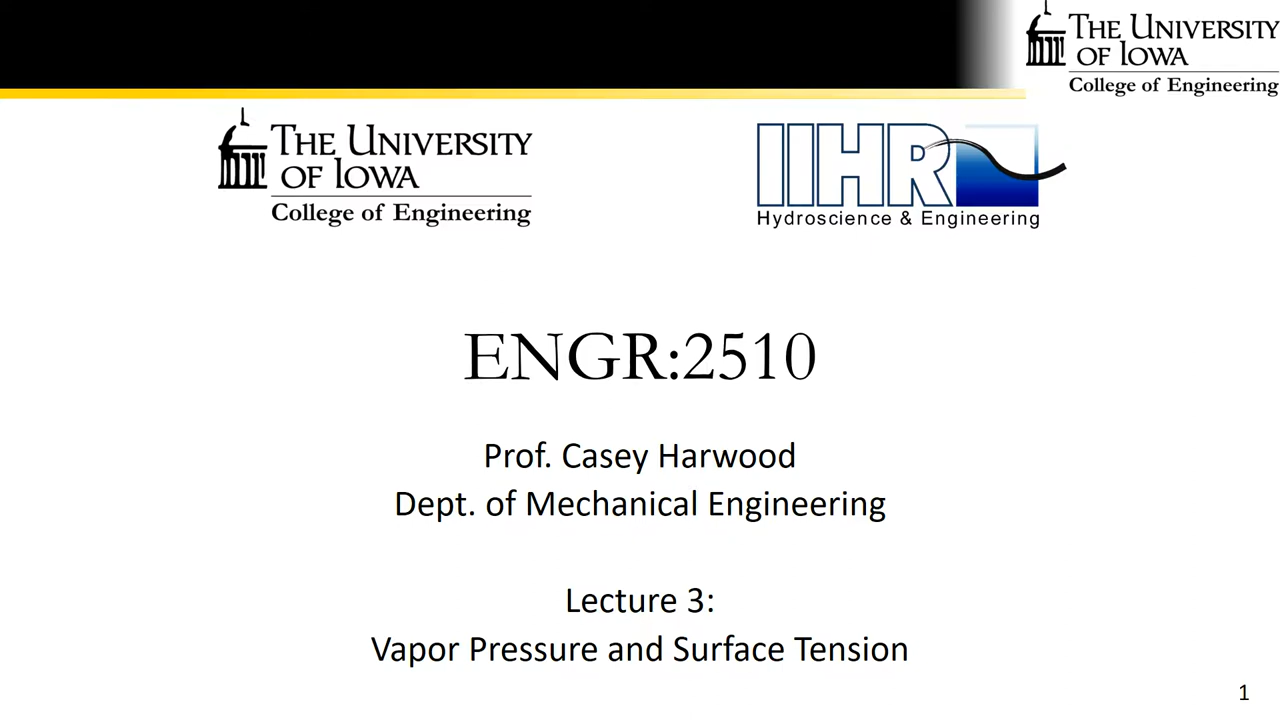 THE UNIVERSITY
OF IOWA
College of Engineering
THE UNIVERSITY
OF IOWA
College of Engineering
IIHR
Hydroscience & Engineering
ENGR:2510
Prof. Casey Harwood
Dept. of Mechanical Engineering
Lecture 3:
Vapor Pressure and Surface Tension
1